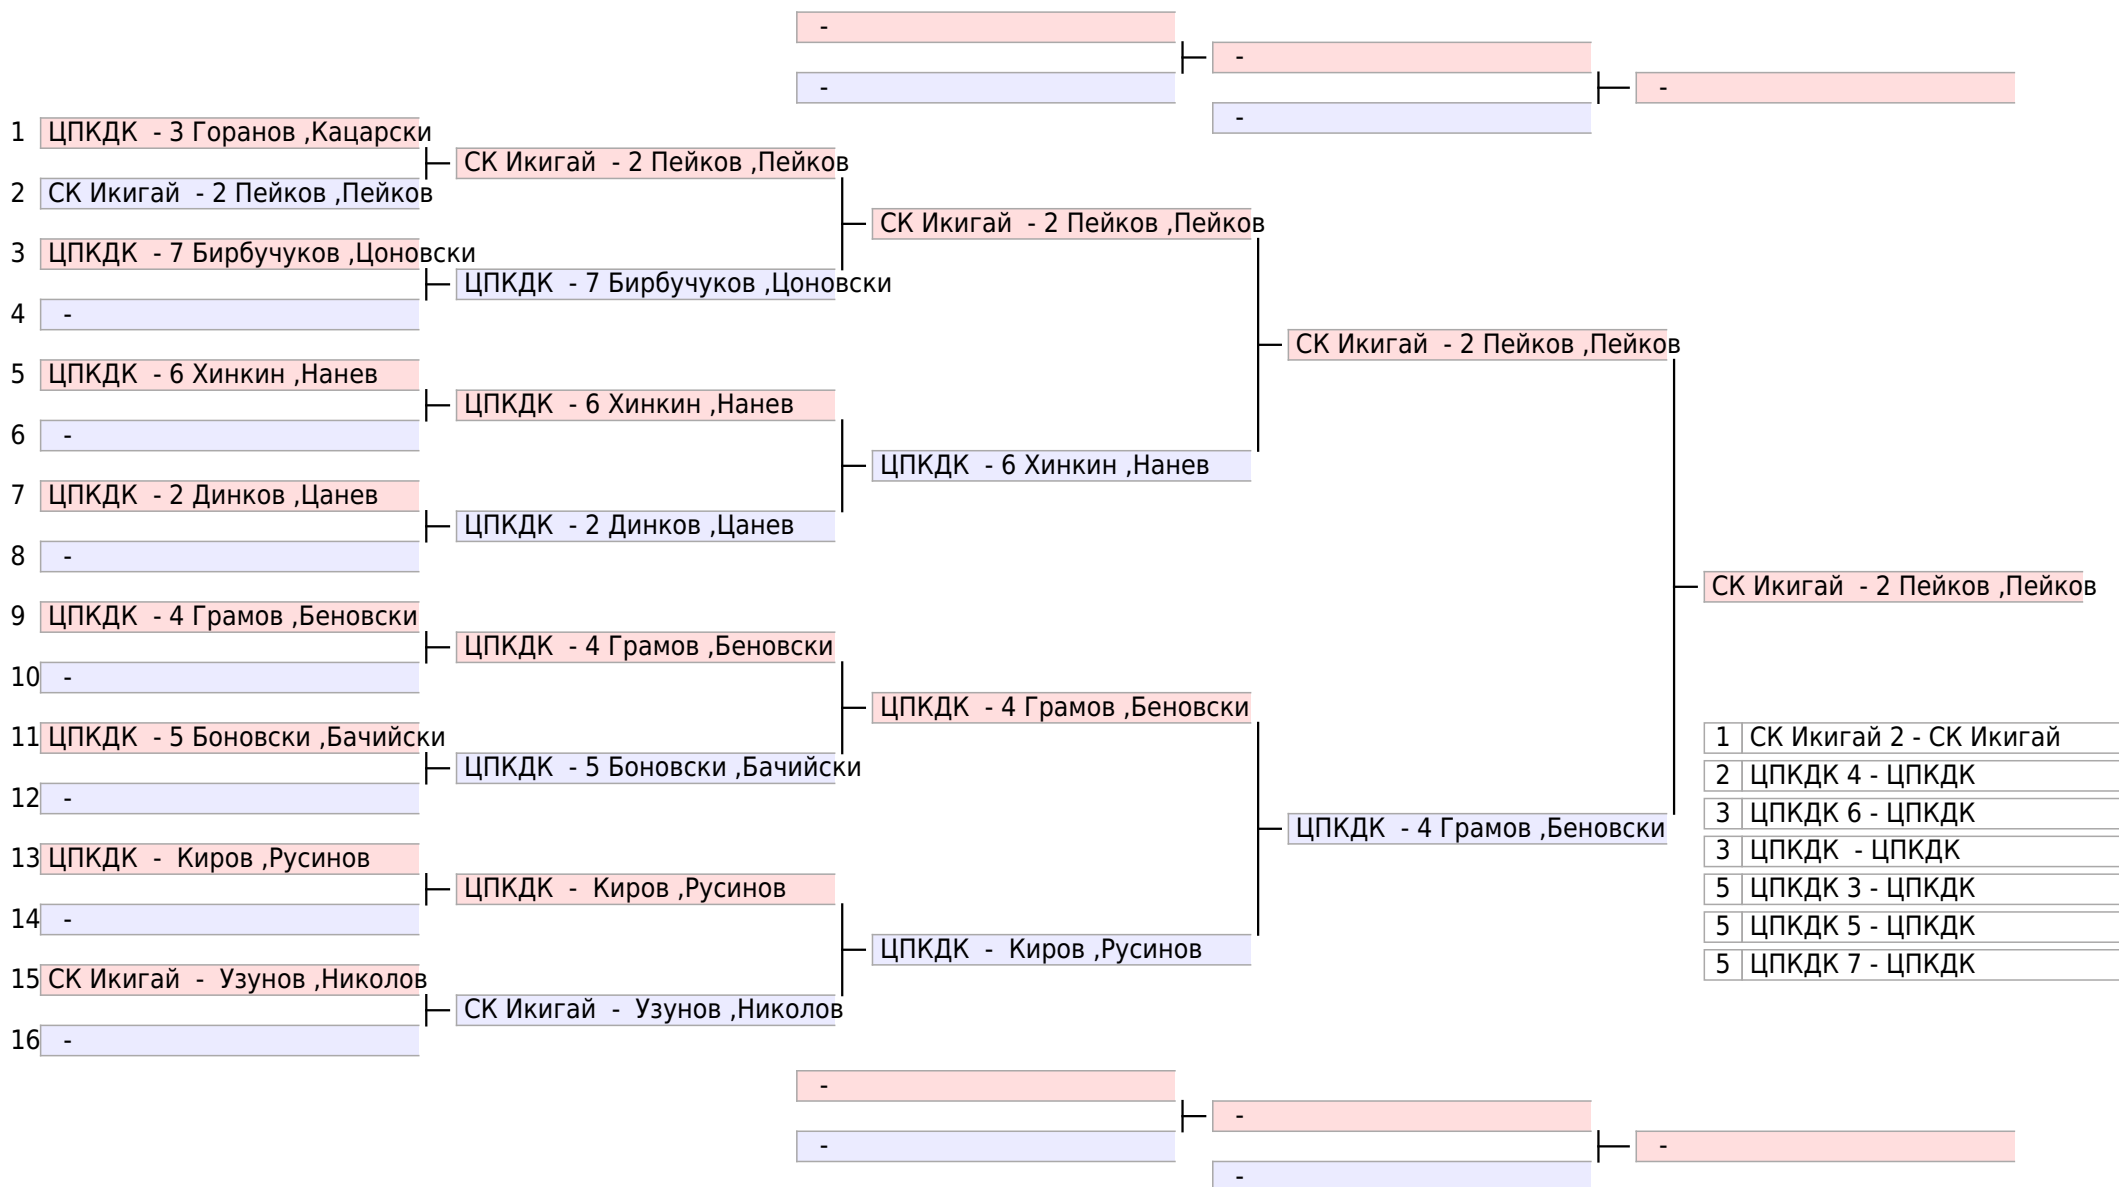 -
-
-
-
-
1 ЦПКДК - 3 Горанов ,Кацарски
СК Икигай - 2 Пейков ,Пейков
2 СК Икигай - 2 Пейков ,Пейков
СК Икигай - 2 Пейков ,Пейков
3 ЦПКДК - 7 Бирбучуков ,Цоновски
ЦПКДК - 7 Бирбучуков ,Цоновски
4 -
СК Икигай - 2 Пейков ,Пейков
5 ЦПКДК - 6 Хинкин ,Нанев
ЦПКДК - 6 Хинкин ,Нанев
6 -
ЦПКДК - 6 Хинкин ,Нанев
7 ЦПКДК - 2 Динков ,Цанев
ЦПКДК - 2 Динков ,Цанев
8 -
СК Икигай - 2 Пейков ,Пейков
9 ЦПКДК - 4 Грамов ,Беновски
ЦПКДК - 4 Грамов ,Беновски
10 -
ЦПКДК - 4 Грамов ,Беновски
11 ЦПКДК - 5 Боновски ,Бачийски
ЦПКДК - 5 Боновски ,Бачийски
12 -
ЦПКДК - 4 Грамов ,Беновски
13 ЦПКДК - Киров ,Русинов
ЦПКДК - Киров ,Русинов
14 -
ЦПКДК - Киров ,Русинов
15 СК Икигай - Узунов ,Николов
СК Икигай - Узунов ,Николов
16 -
1 СК Икигай 2 - СК Икигай
2 ЦПКДК 4 - ЦПКДК
3 ЦПКДК 6 - ЦПКДК
3 ЦПКДК - ЦПКДК
5 ЦПКДК 3 - ЦПКДК
5 ЦПКДК 5 - ЦПКДК
5 ЦПКДК 7 - ЦПКДК
-
-
-
-
-